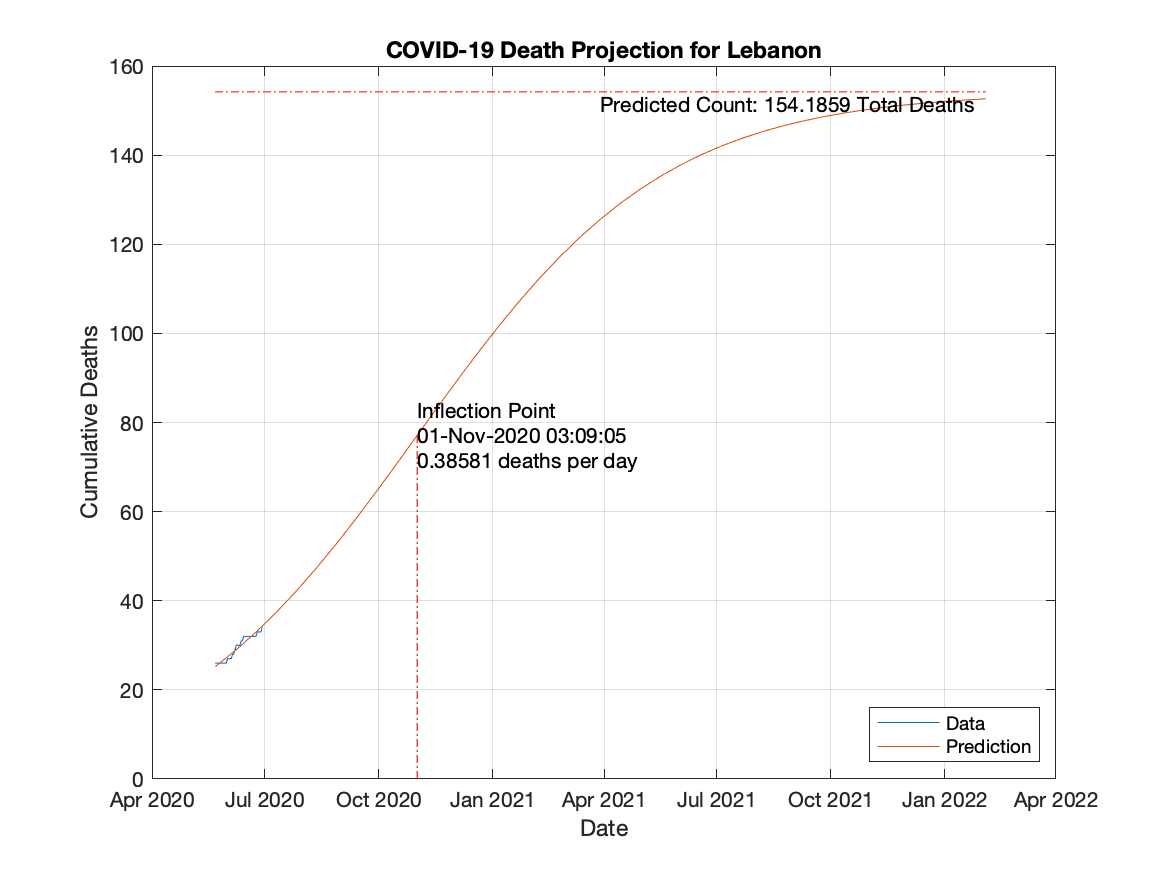 COVID-19 Death Projection for Lebanon
160
Predicted Count: 154.1859 Total Deaths
140
120
100
80
60
40
20
0
Cumulative Deaths
Inflection Point
01-Nov-2020 03:09:05
0.38581 deaths per day
Data
Prediction
Apr 2020 Jul 2020 Oct 2020 Jan 2021 Apr 2021 Jul 2021 Oct 2021 Jan 2022 Apr 2022
Date